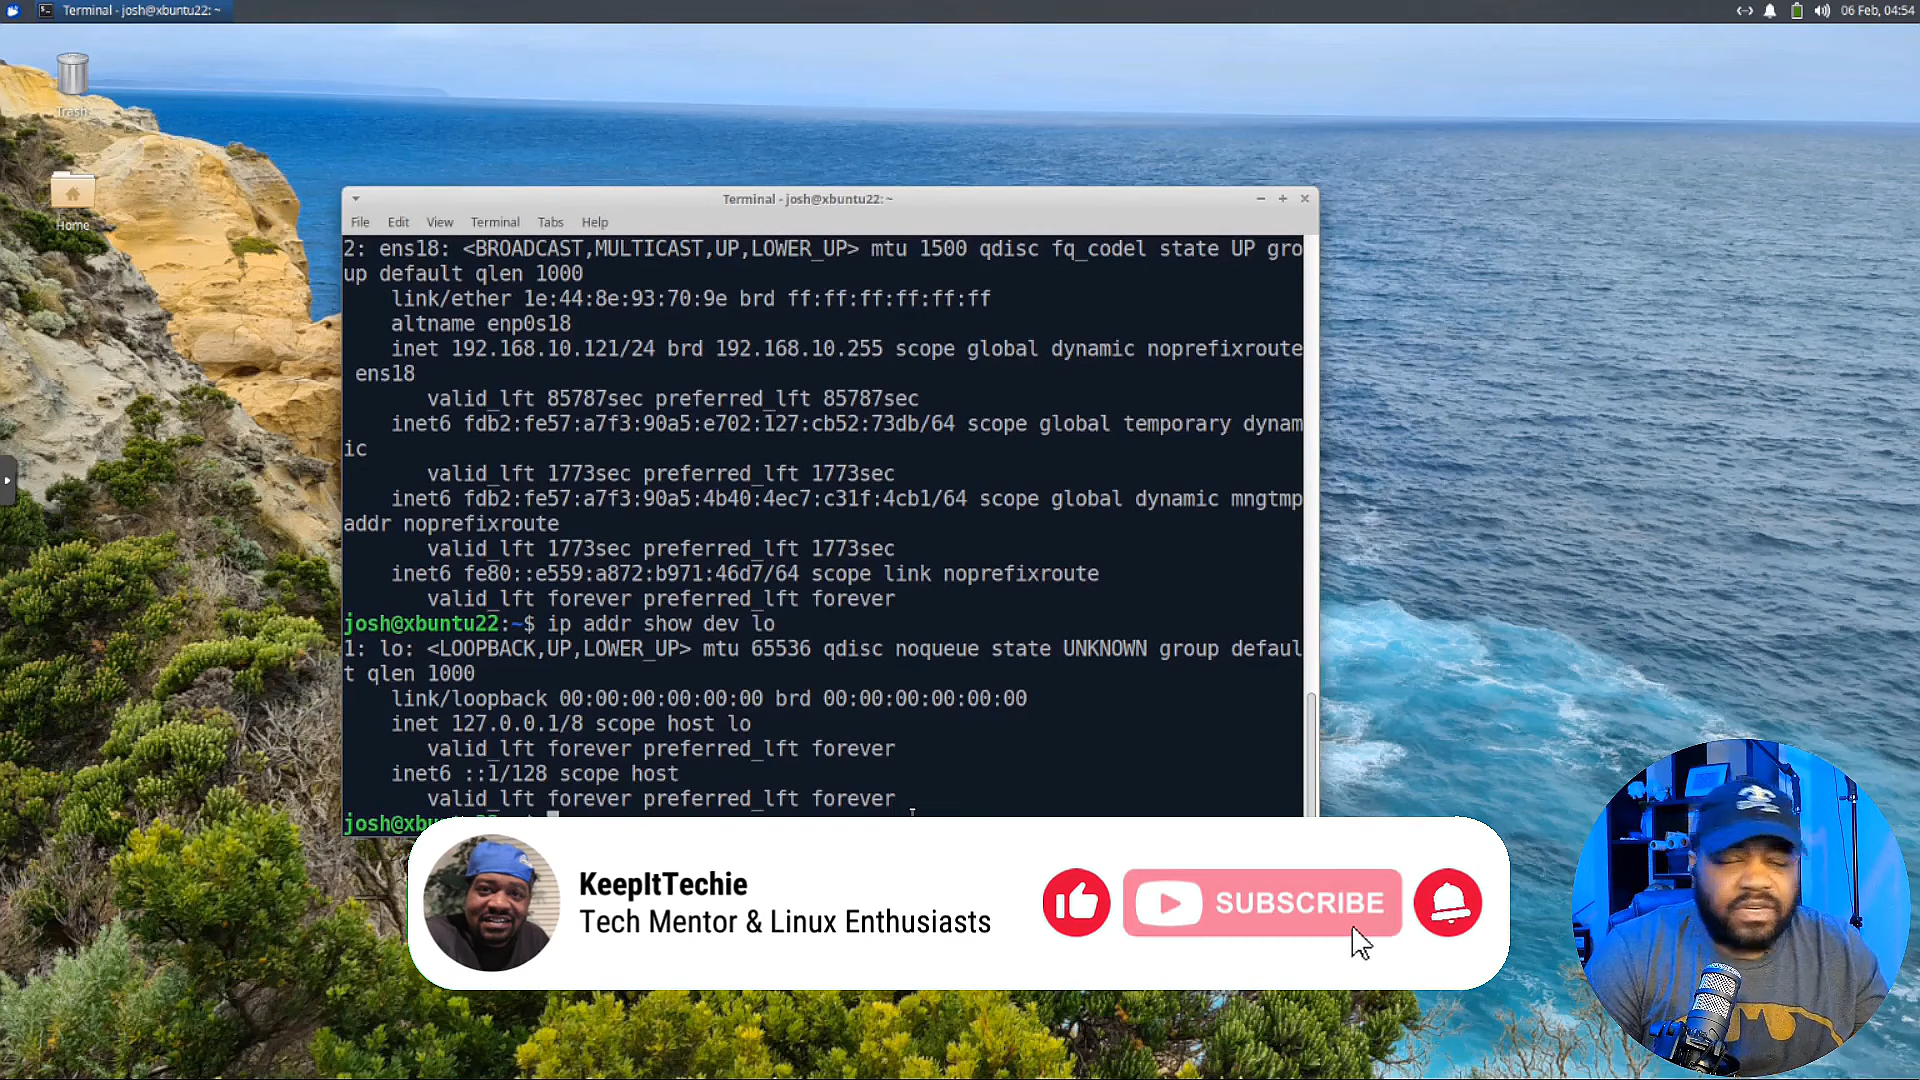 Terminal - josh@xbuntu22: ~
06 Feb, 04:54
Trash
Home
Terminal - josh@xbuntu22: ~
File Edit View Terminal Tabs Help
2: ens18: <BROADCAST,MULTICAST,UP,LOWER_UP> mtu 1500 qdisc fq_codel state UP gro
up default qlen 1000
link/ether 1e:44:8e:93:70:9e brd ff:ff:ff:ff:ff:ff
altname enp0s18
inet 192.168.10.121/24 brd 192.168.10.255 scope global dynamic noprefixroute
ens18
valid_lft 85787sec preferred_lft 85787sec
inet6 fdb2:fe57:a7f3:90a5:e702:127:cb52:73db/64 scope global temporary dynam
ic
valid_lft 1773sec preferred_lft 1773sec
inet6 fdb2:fe57:a7f3:90a5:4b40:4ec7:c31f:4cb1/64 scope global dynamic mngtmp
addr noprefixroute
valid_lft 1773sec preferred_lft 1773sec
inet6 fe80::e559:a872:b971:46d7/64 scope link noprefixroute
valid_lft forever preferred_lft forever
josh@xbuntu22:~$ ip addr show dev lo
1: lo: <LOOPBACK,UP,LOWER_UP> mtu 65536 qdisc noqueue state UNKNOWN group defaul
t qlen 1000
link/loopback 00:00:00:00:00:00 brd 00:00:00:00:00:00
inet 127.0.0.1/8 scope host lo
valid_lft forever preferred_lft forever
inet6 ::1/128 scope host
valid_lft forever preferred_lft forever
KeepItTechie
Tech Mentor & Linux Enthusiasts
SUBSCRIBE